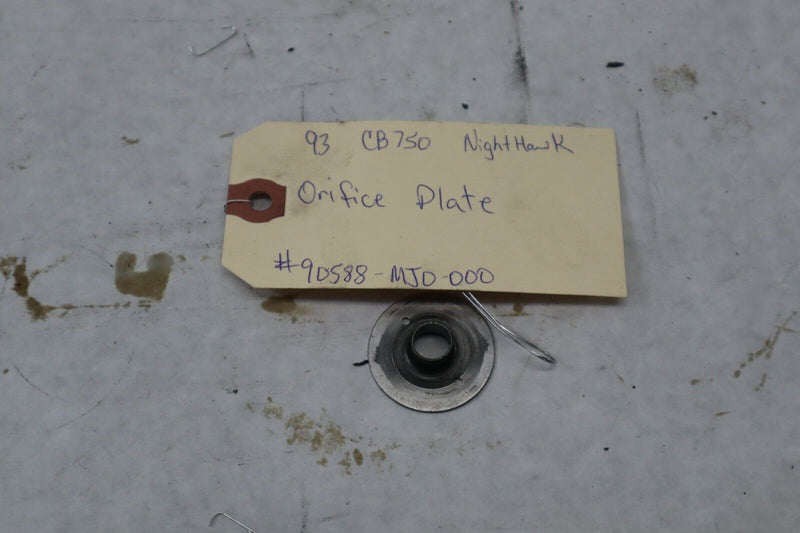 93 CB750 NightHawk
Orifice Plate
#90588-MJ0-000